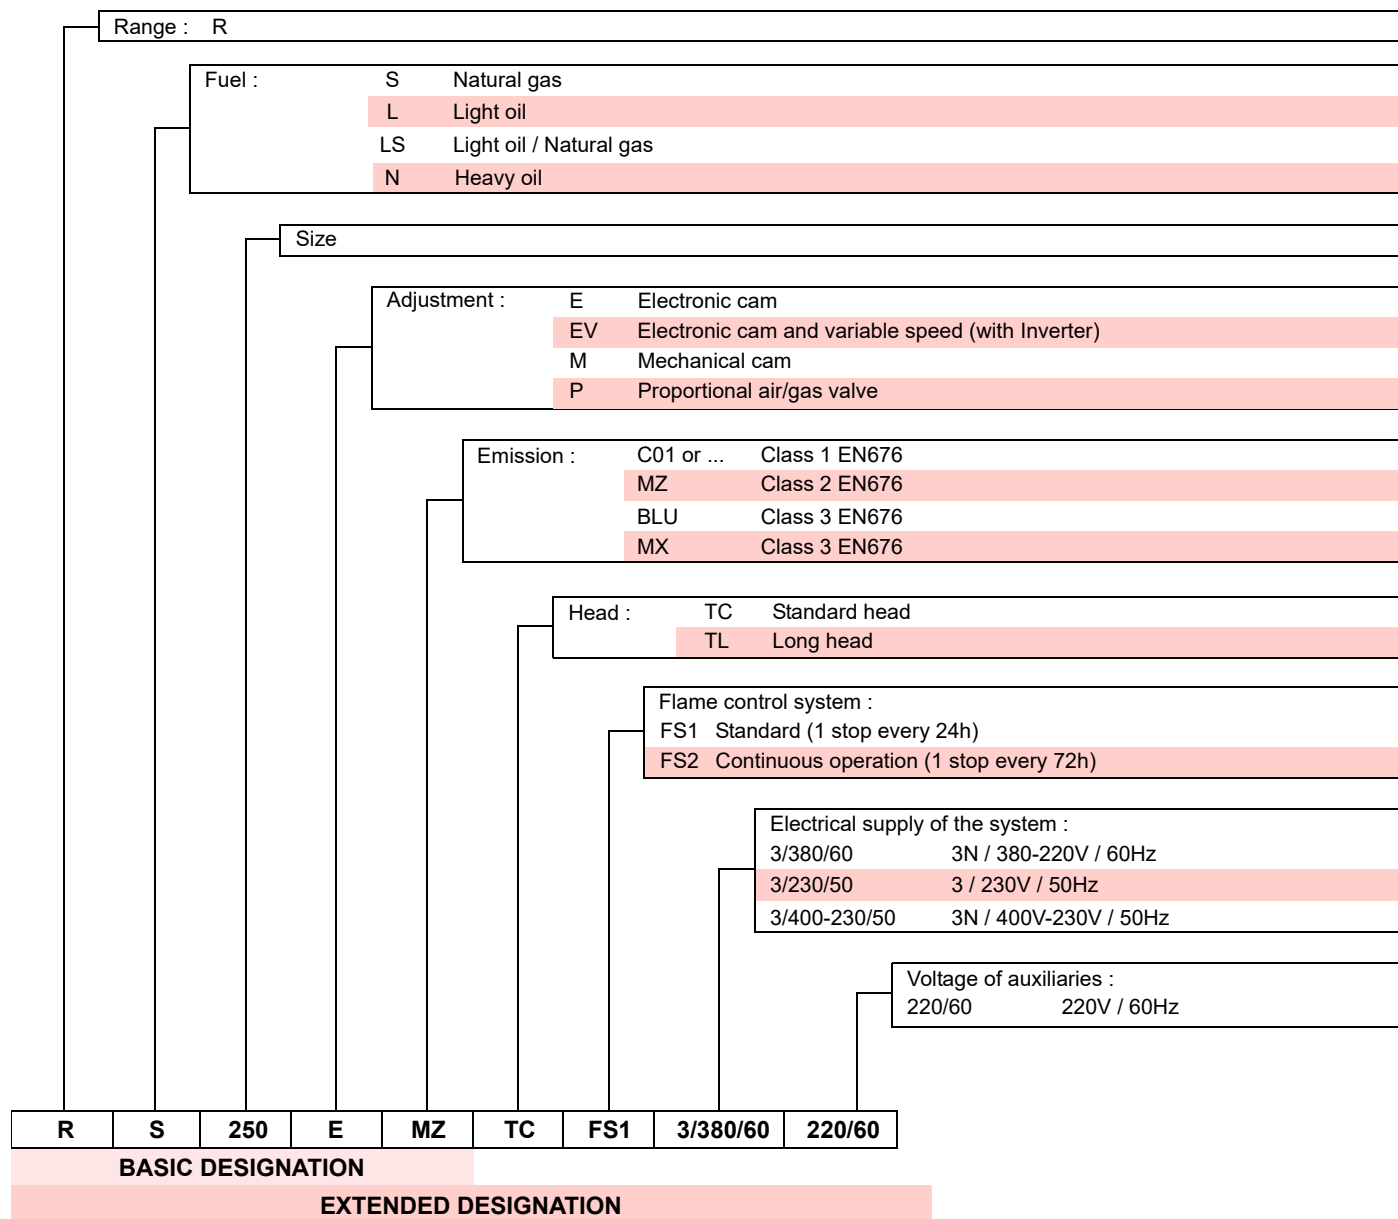 Range : R
Fuel : S Natural gas
L Light oil
LS Light oil / Natural gas
N Heavy oil
Size
Adjustment : E Electronic cam
EV Electronic cam and variable speed (with Inverter)
M Mechanical cam
P Proportional air/gas valve
Emission : C01 or ... Class 1 EN676
MZ Class 2 EN676
BLU Class 3 EN676
MX Class 3 EN676
Head : TC Standard head
TL Long head
Flame control system :
FS1 Standard (1 stop every 24h)
FS2 Continuous operation (1 stop every 72h)
Electrical supply of the system :
3/380/60 3N / 380-220V / 60Hz
3/230/50 3 / 230V / 50Hz
3/400-230/50 3N / 400V-230V / 50Hz
Voltage of auxiliaries :
220/60 220V / 60Hz
R S 250 E MZ TC FS1 3/380/60 220/60
BASIC DESIGNATION
EXTENDED DESIGNATION